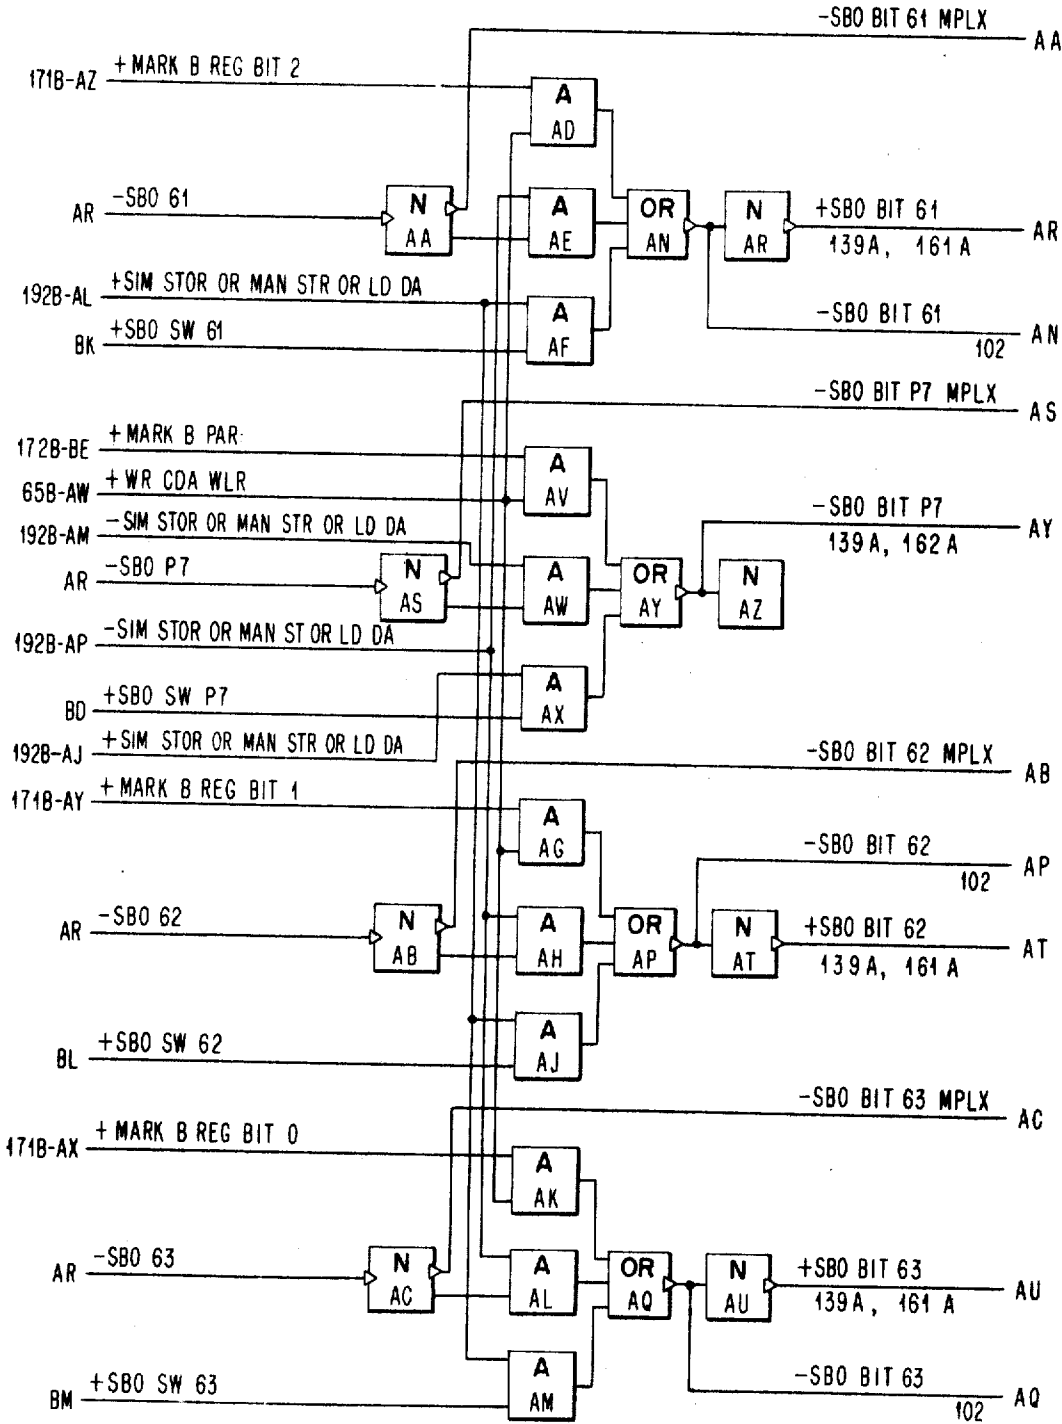 -SBO BIT 61 MPLX AA
171B-AZ +MARK B REG BIT 2
A
AD
AR -SBO 61
N
AA
A
AE
OR
AN
N
AR
+SBO BIT 61 AR
139A, 161A
192B-AL +SIM STOR OR MAN STR OR LD DA
A
AF
-SBO BIT 61 AN
102
BK +SBO SW 61
-SBO BIT P7 MPLX AS
172B-BE +MARK B PAR
A
AV
65B-AW +WR CDA WLR
-SBO BIT P7 AY
139A, 162A
192B-AM -SIM STOR OR MAN STR OR LD DA
AR -SBO P7
N
AS
A
AW
OR
AY
N
AZ
192B-AP -SIM STOR OR MAN ST OR LD DA
A
AX
BD +SBO SW P7
192B-AJ +SIM STOR OR MAN STR OR LD DA
-SBO BIT 62 MPLX AB
171B-AY +MARK B REG BIT 1
A
AG
-SBO BIT 62 AP
102
AR -SBO 62
N
AB
A
AH
OR
AP
N
AT
+SBO BIT 62 AT
139A, 161A
A
AJ
BL +SBO SW 62
-SBO BIT 63 MPLX AC
171B-AX +MARK B REG BIT 0
A
AK
AR -SBO 63
N
AC
A
AL
OR
AQ
N
AU
+SBO BIT 63 AU
139A, 161A
A
AM
-SBO BIT 63 AQ
102
BM +SBO SW 63